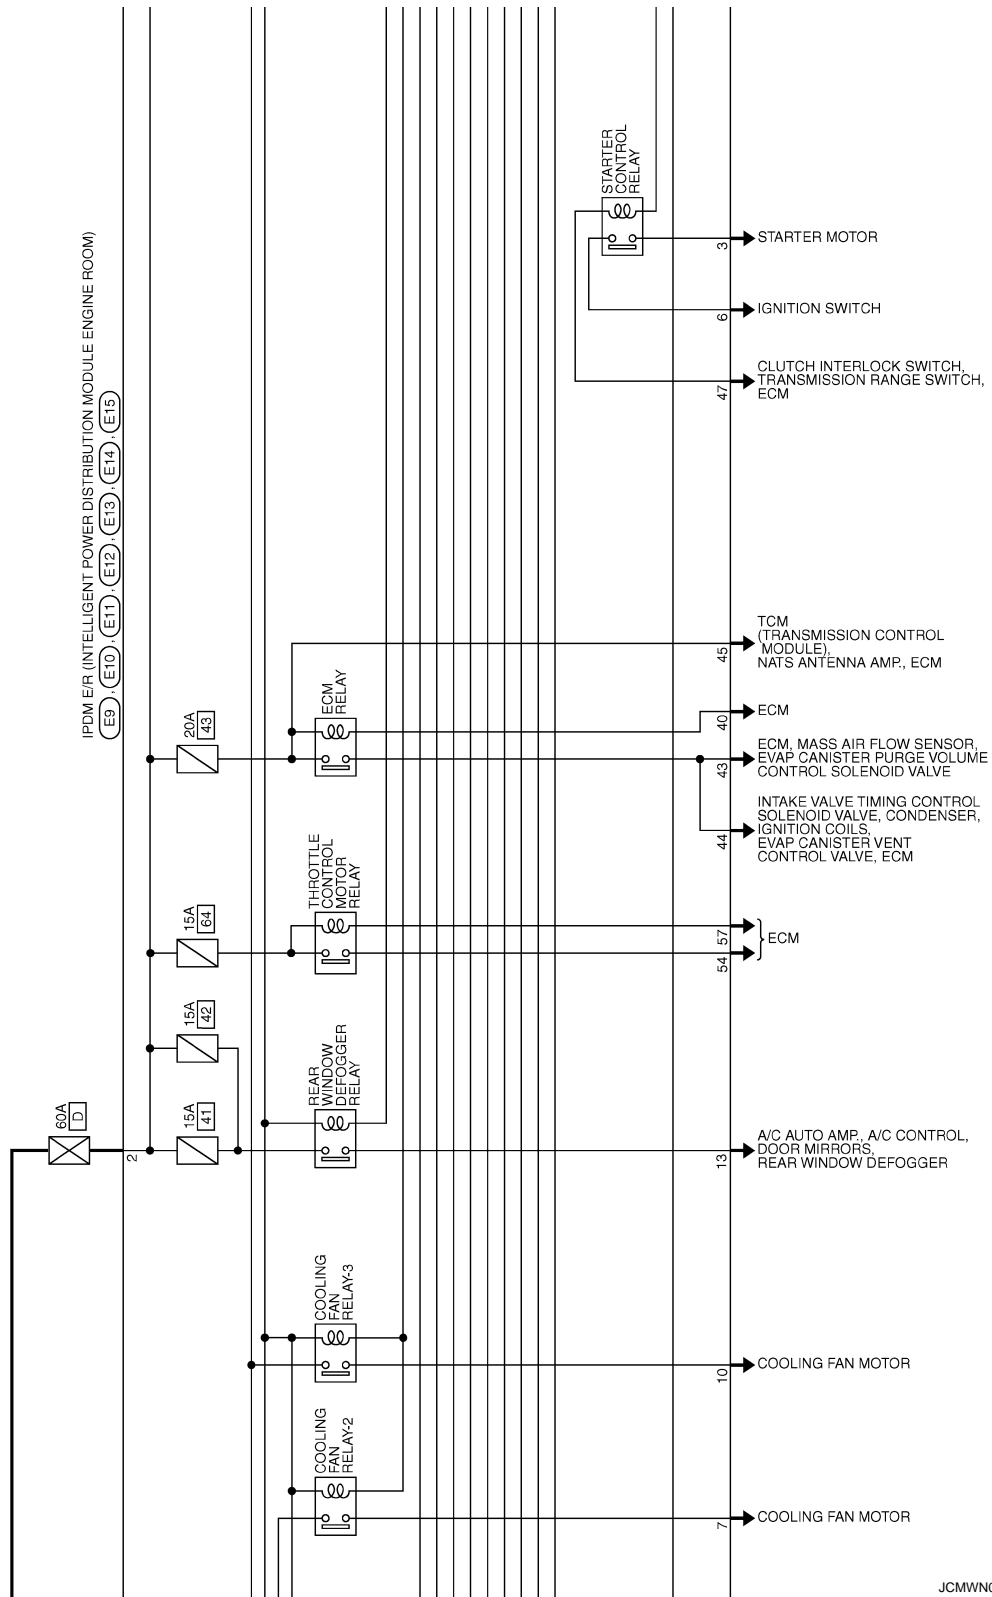 STARTER
CONTROL
RELAY
3
STARTER MOTOR
6
IGNITION SWITCH
47
CLUTCH INTERLOCK SWITCH,
TRANSMISSION RANGE SWITCH,
ECM
IPDM E/R (INTELLIGENT POWER DISTRIBUTION MODULE ENGINE ROOM)
E9 , E10 , E11 , E12 , E13 , E14 , E15
45
TCM
(TRANSMISSION CONTROL
MODULE),
NATS ANTENNA AMP., ECM
20A
43
ECM
RELAY
40
ECM
43
ECM, MASS AIR FLOW SENSOR,
EVAP CANISTER PURGE VOLUME
CONTROL SOLENOID VALVE
44
INTAKE VALVE TIMING CONTROL
SOLENOID VALVE, CONDENSER,
IGNITION COILS,
EVAP CANISTER VENT
CONTROL VALVE, ECM
15A
64
THROTTLE
CONTROL
MOTOR
RELAY
57
54
ECM
15A
42
60A
D
2
15A
41
REAR
WINDOW
DEFOGGER
RELAY
13
A/C AUTO AMP., A/C CONTROL,
DOOR MIRRORS,
REAR WINDOW DEFOGGER
COOLING
FAN
RELAY-3
10
COOLING FAN MOTOR
COOLING
FAN
RELAY-2
7
COOLING FAN MOTOR